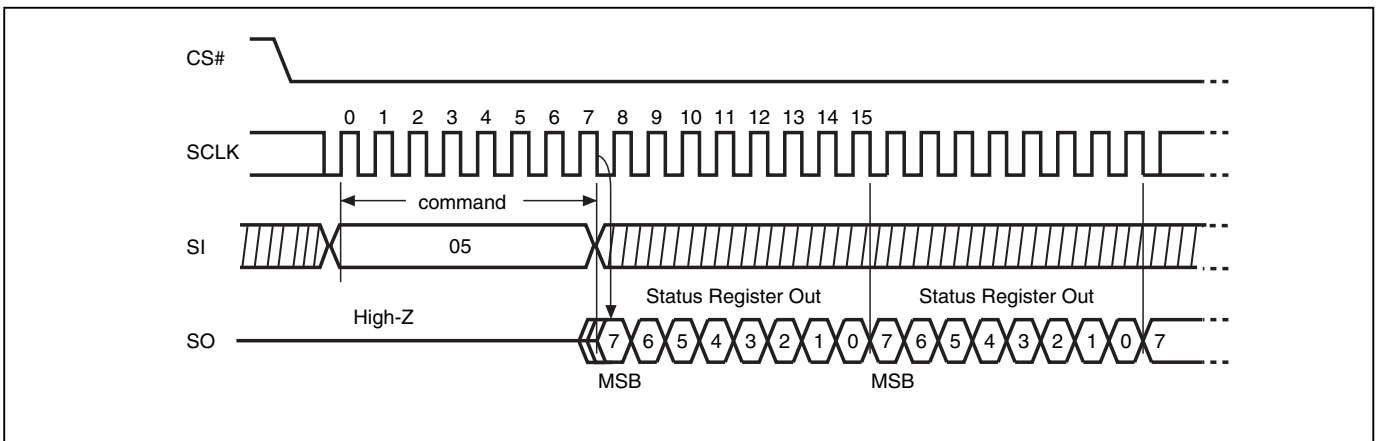 CS#
0 1 2 3 4 5 6 7 8 9 10 11 12 13 14 15
SCLK
command
SI
05
Status Register Out Status Register Out
High-Z
SO
7 6 5 4 3 2 1 0 7 6 5 4 3 2 1 0 7
MSB MSB